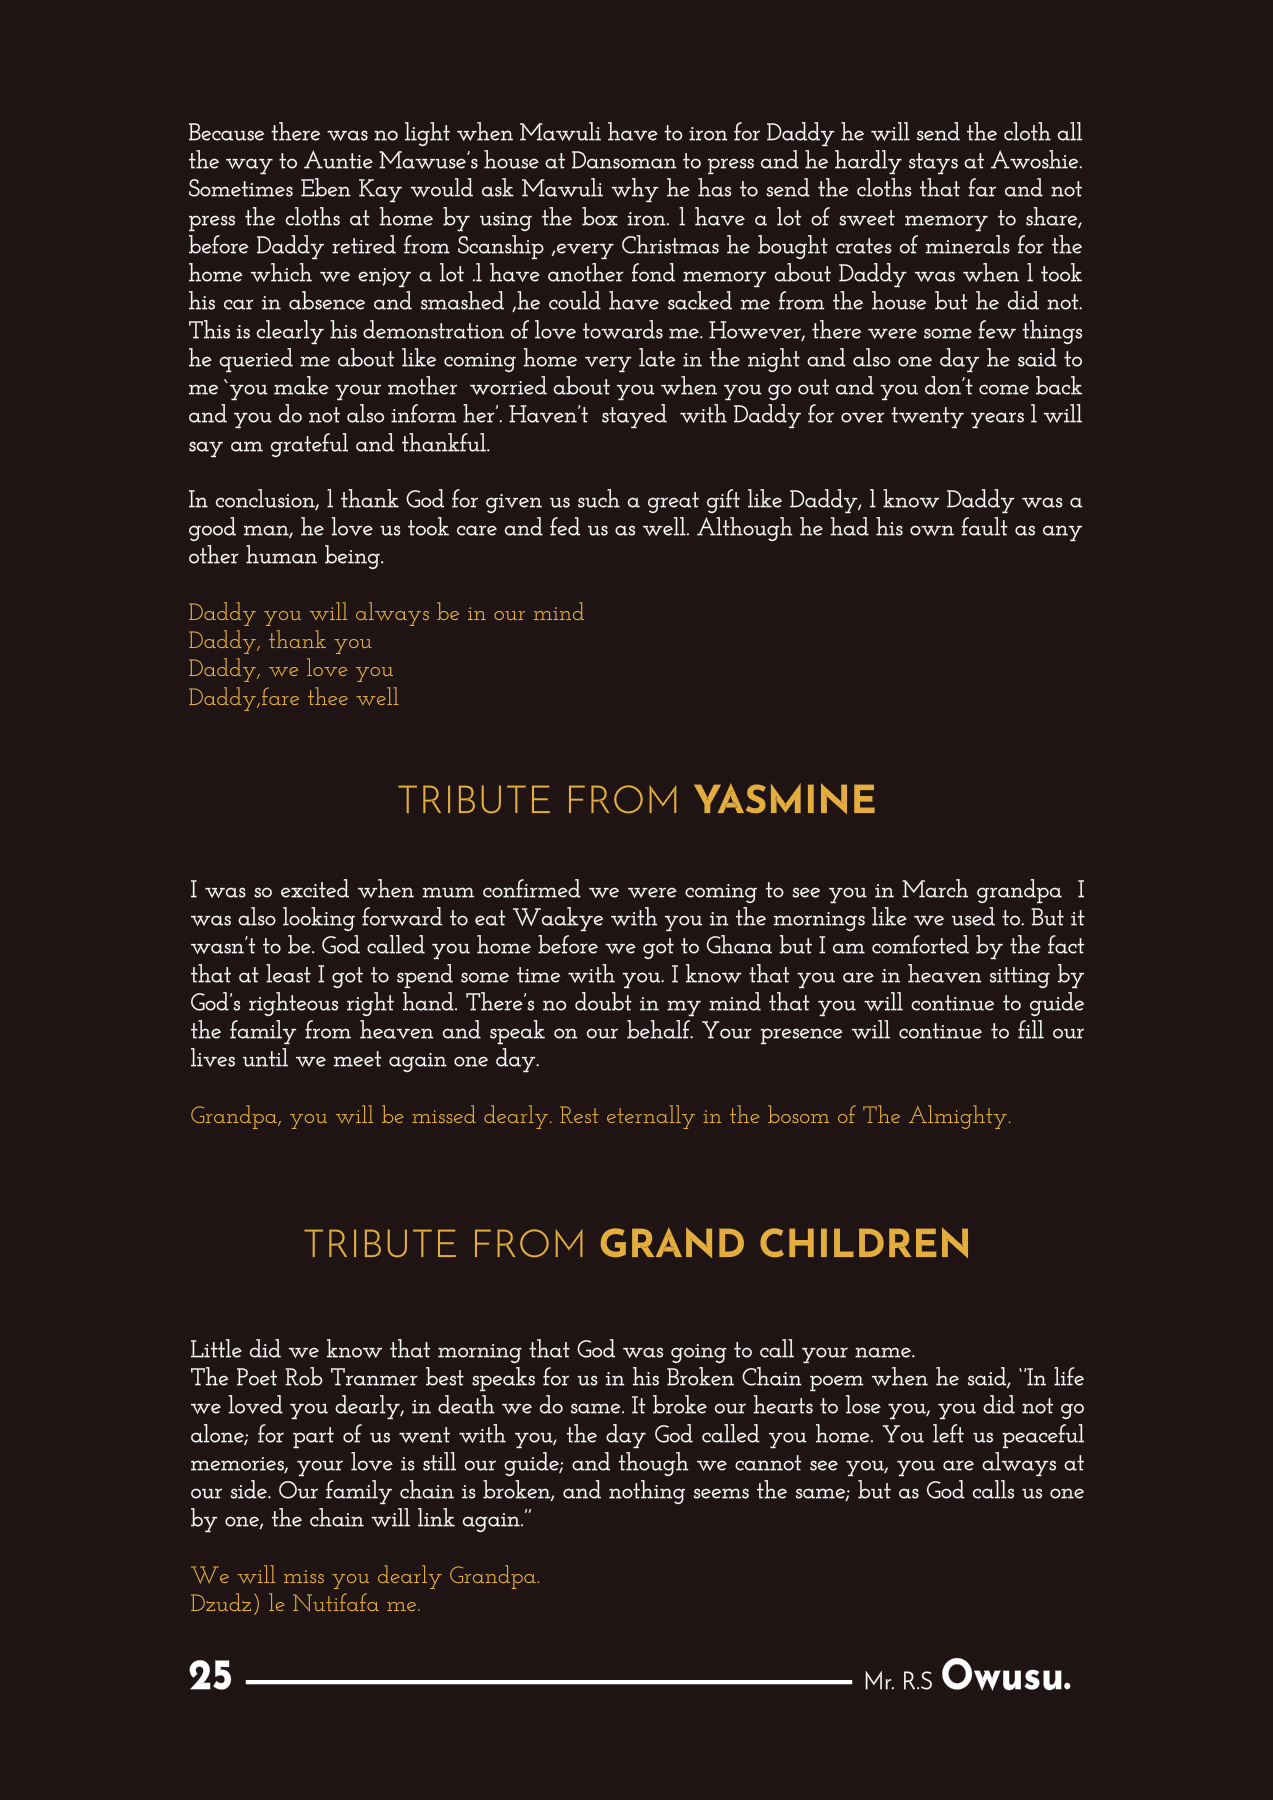 Because there was no light when Mawuli have to iron for Daddy he will send the cloth all
the way to Auntie Mawuse's house at Dansoman to press and he hardly stays at Awoshie.
Sometimes Eben Kay would ask Mawuli why he has to send the cloths that far and not
press the cloths at home by using the box iron. l have a lot of sweet memory to share,
before Daddy retired from Scanship ,every Christmas he bought crates of minerals for the
home which we enjoy a lot .l have another fond memory about Daddy was when l took
his car in absence and smashed ,he could have sacked me from the house but he did not.
This is clearly his demonstration of love towards me. However, there were some few things
he queried me about like coming home very late in the night and also one day he said to
me `you make your mother  worried about you when you go out and you don't come back
and you do not also inform her'. Haven't  stayed  with Daddy for over twenty years l will
say am grateful and thankful.

In conclusion, l thank God for given us such a great gift like Daddy, l know Daddy was a
good man, he love us took care and fed us as well. Although he had his own fault as any
other human being.

Daddy you will always be in our mind
Daddy, thank you
Daddy, we love you
Daddy,fare thee well

TRIBUTE FROM YASMINE

I was so excited when mum confirmed we were coming to see you in March grandpa  I
was also looking forward to eat Waakye with you in the mornings like we used to. But it
wasn't to be. God called you home before we got to Ghana but I am comforted by the fact
that at least I got to spend some time with you. I know that you are in heaven sitting by
God's righteous right hand. There's no doubt in my mind that you will continue to guide
the family from heaven and speak on our behalf. Your presence will continue to fill our
lives until we meet again one day.

Grandpa, you will be missed dearly. Rest eternally in the bosom of The Almighty.

TRIBUTE FROM GRAND CHILDREN

Little did we know that morning that God was going to call your name.
The Poet Rob Tranmer best speaks for us in his Broken Chain poem when he said, "In life
we loved you dearly, in death we do same. It broke our hearts to lose you, you did not go
alone; for part of us went with you, the day God called you home. You left us peaceful
memories, your love is still our guide; and though we cannot see you, you are always at
our side. Our family chain is broken, and nothing seems the same; but as God calls us one
by one, the chain will link again."

We will miss you dearly Grandpa.
Dzudz) le Nutifafa me.

25 Mr. R.S Owusu.